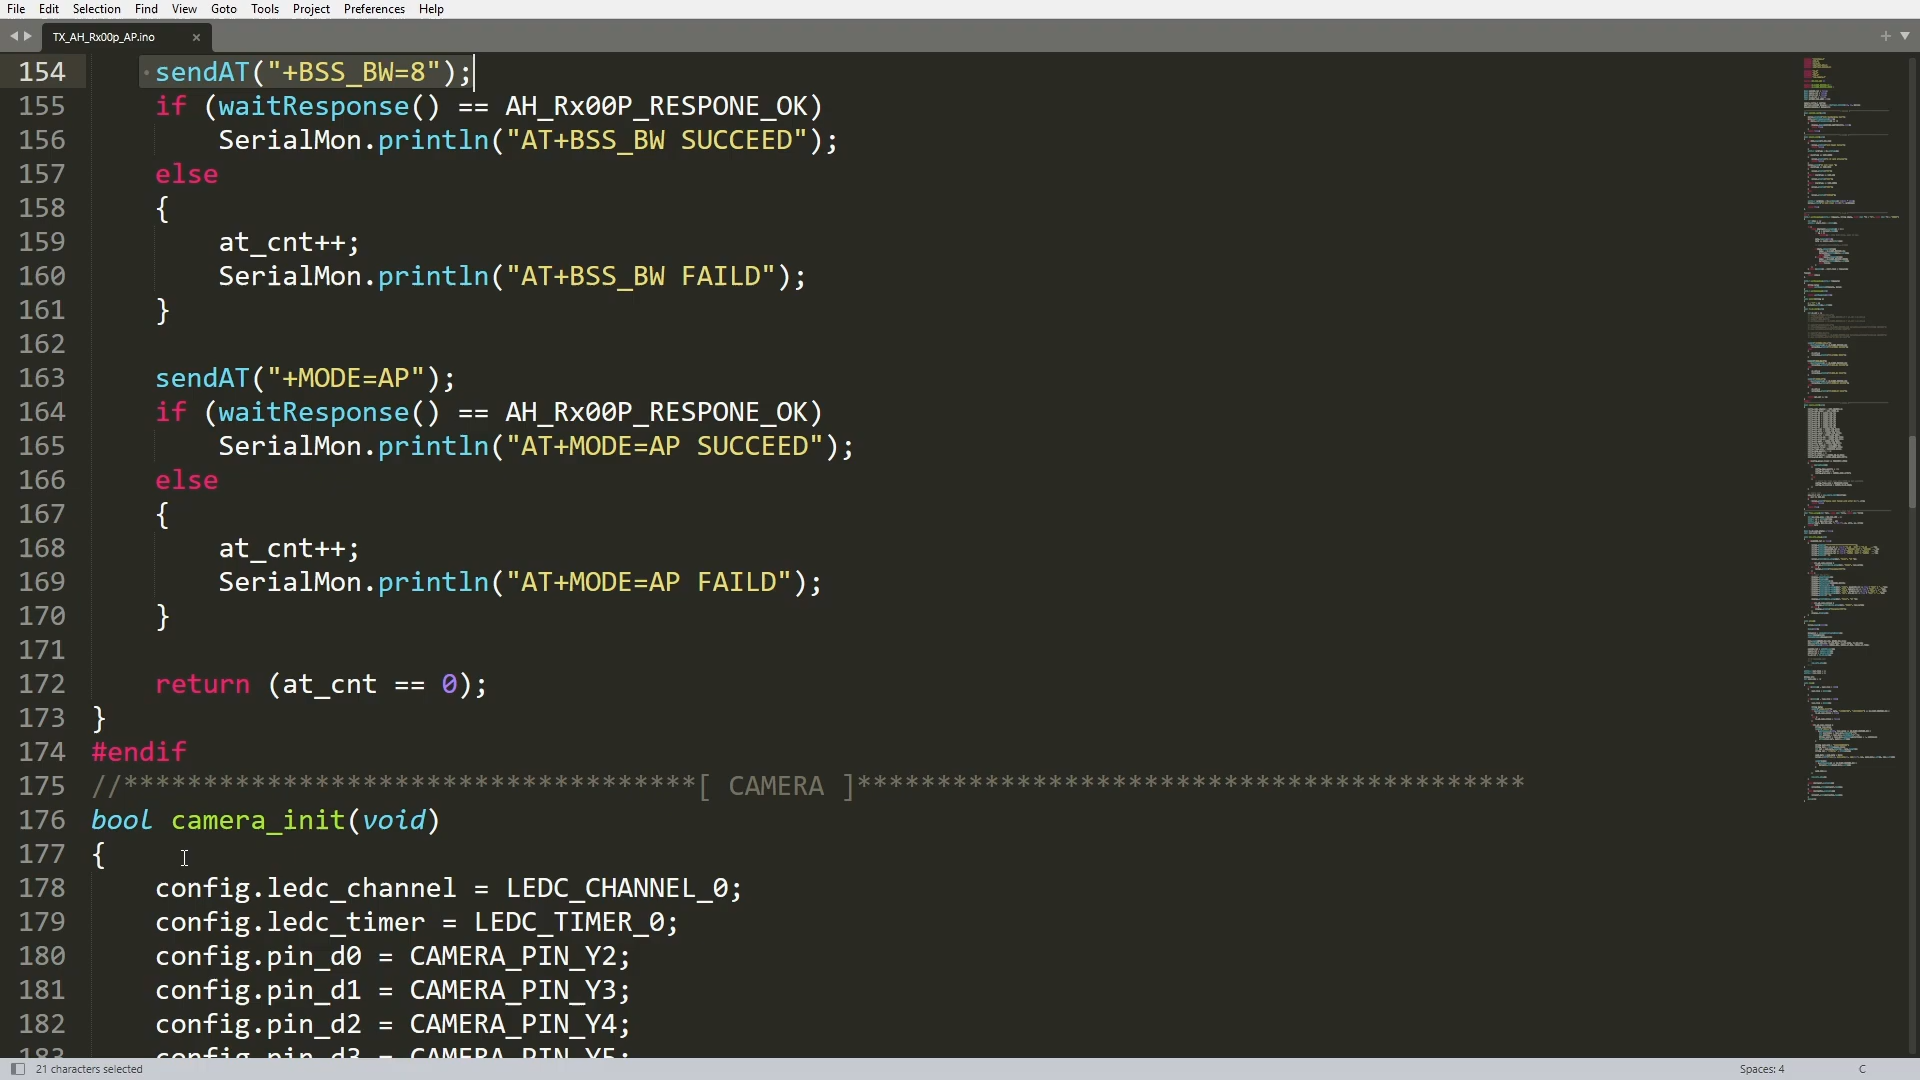 File Edit Selection Find View Goto Tools Project Preferences Help
TX_AH_Rx00p_AP.ino
154 sendAT("+BSS_BW=8");
155 if (waitResponse() == AH_Rx00P_RESPONE_OK)
156 SerialMon.println("AT+BSS_BW SUCCEED");
157 else
158 {
159 at_cnt++;
160 SerialMon.println("AT+BSS_BW FAILD");
161 }
162
163 sendAT("+MODE=AP");
164 if (waitResponse() == AH_Rx00P_RESPONE_OK)
165 SerialMon.println("AT+MODE=AP SUCCEED");
166 else
167 {
168 at_cnt++;
169 SerialMon.println("AT+MODE=AP FAILD");
170 }
171
172 return (at_cnt == 0);
173 }
174 #endif
175 //************************************[ CAMERA ]******************************************
176 bool camera_init(void)
177 {
178 config.ledc_channel = LEDC_CHANNEL_0;
179 config.ledc_timer = LEDC_TIMER_0;
180 config.pin_d0 = CAMERA_PIN_Y2;
181 config.pin_d1 = CAMERA_PIN_Y3;
182 config.pin_d2 = CAMERA_PIN_Y4;
183 config.pin_d3 = CAMERA_PIN_Y5;
21 characters selected
Spaces: 4
C